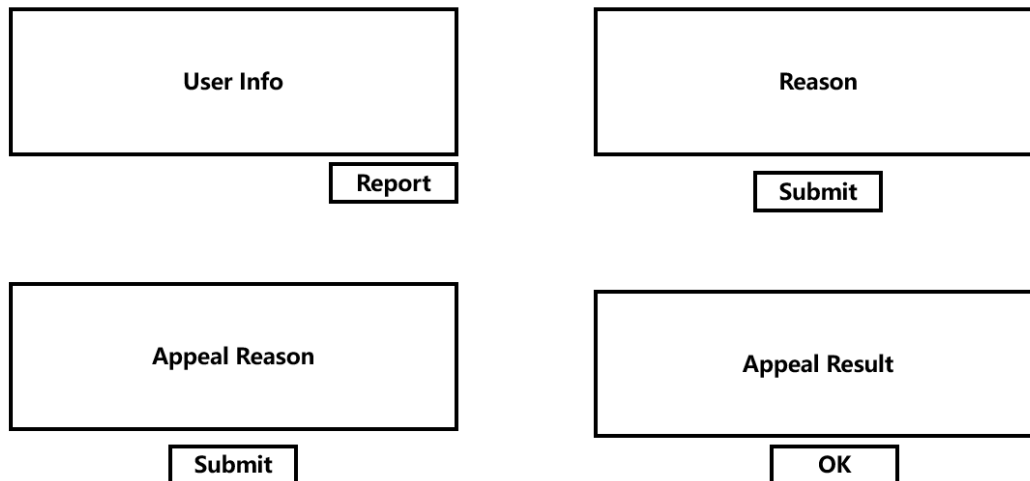 User Info
Reason
Report
Submit
Appeal Reason
Appeal Result
Submit
OK